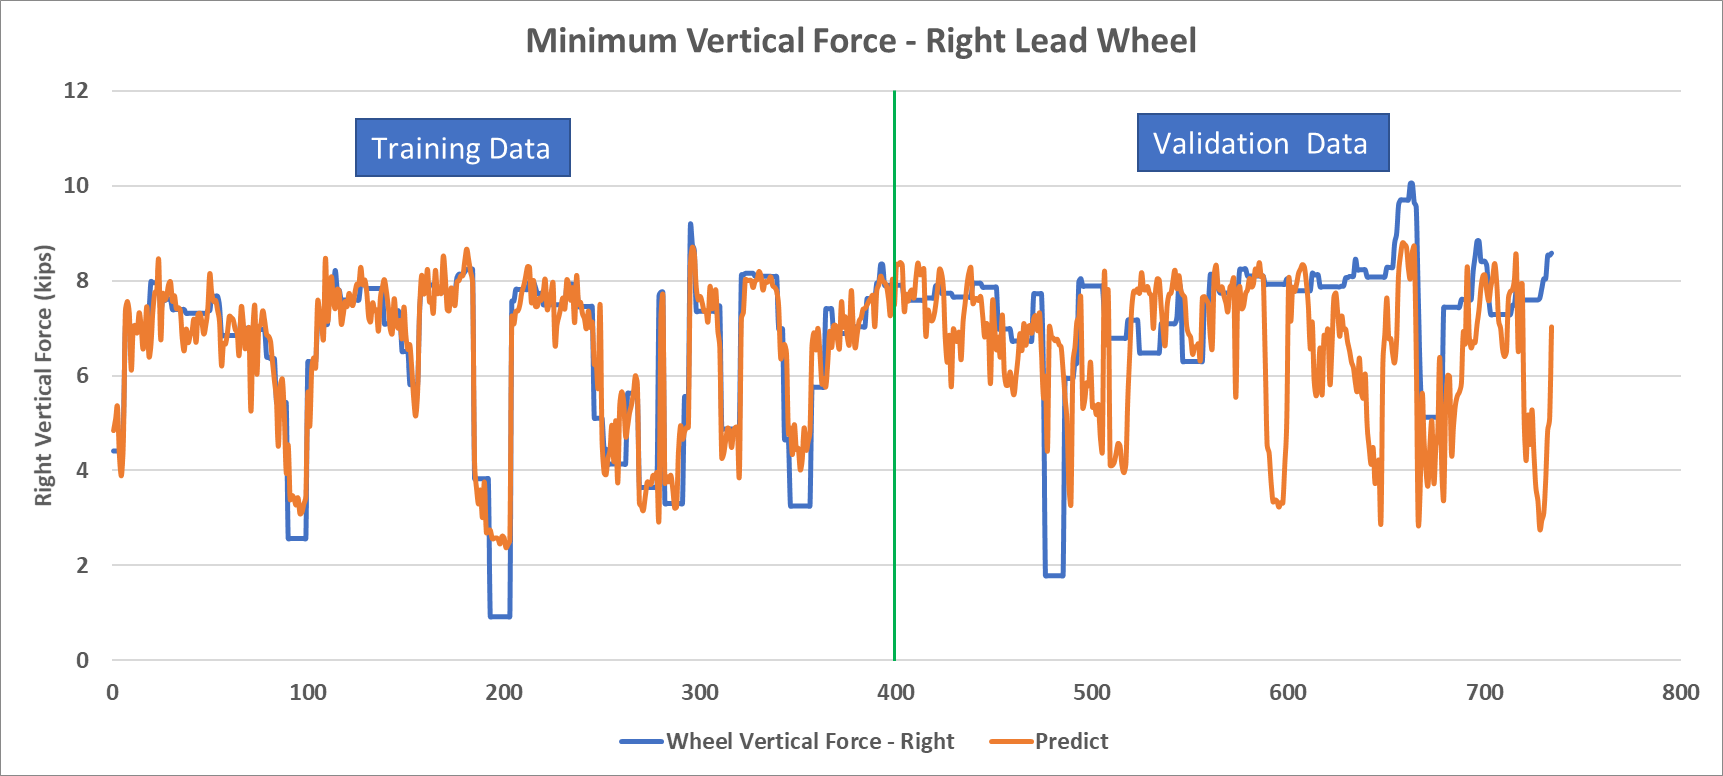 Minimum Vertical Force - Right Lead Wheel
Right Vertical Force (kips)
12
10
8
6
4
2
0
Training Data
Validation  Data
0 100 200 300 400 500 600 700 800
Wheel Vertical Force - Right Predict